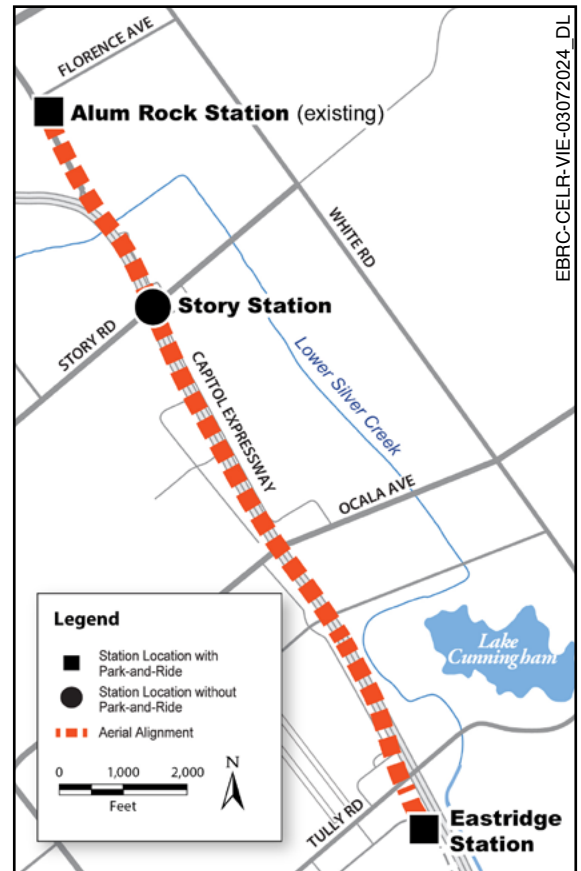 EBRC-CELR-VIE-03072024_DL
FLORENCE AVE
Alum Rock Station (existing)
WHITE RD
Story Station
STORY RD
CAPITOL EXPRESSWAY
Lower Silver Creek
OCALA AVE
Lake
Cunningham
Legend
Station Location with
Park-and-Ride
Station Location without
Park-and-Ride
Aerial Alignment
0 1,000 2,000
Feet
N
TULLY RD
Eastridge
Station